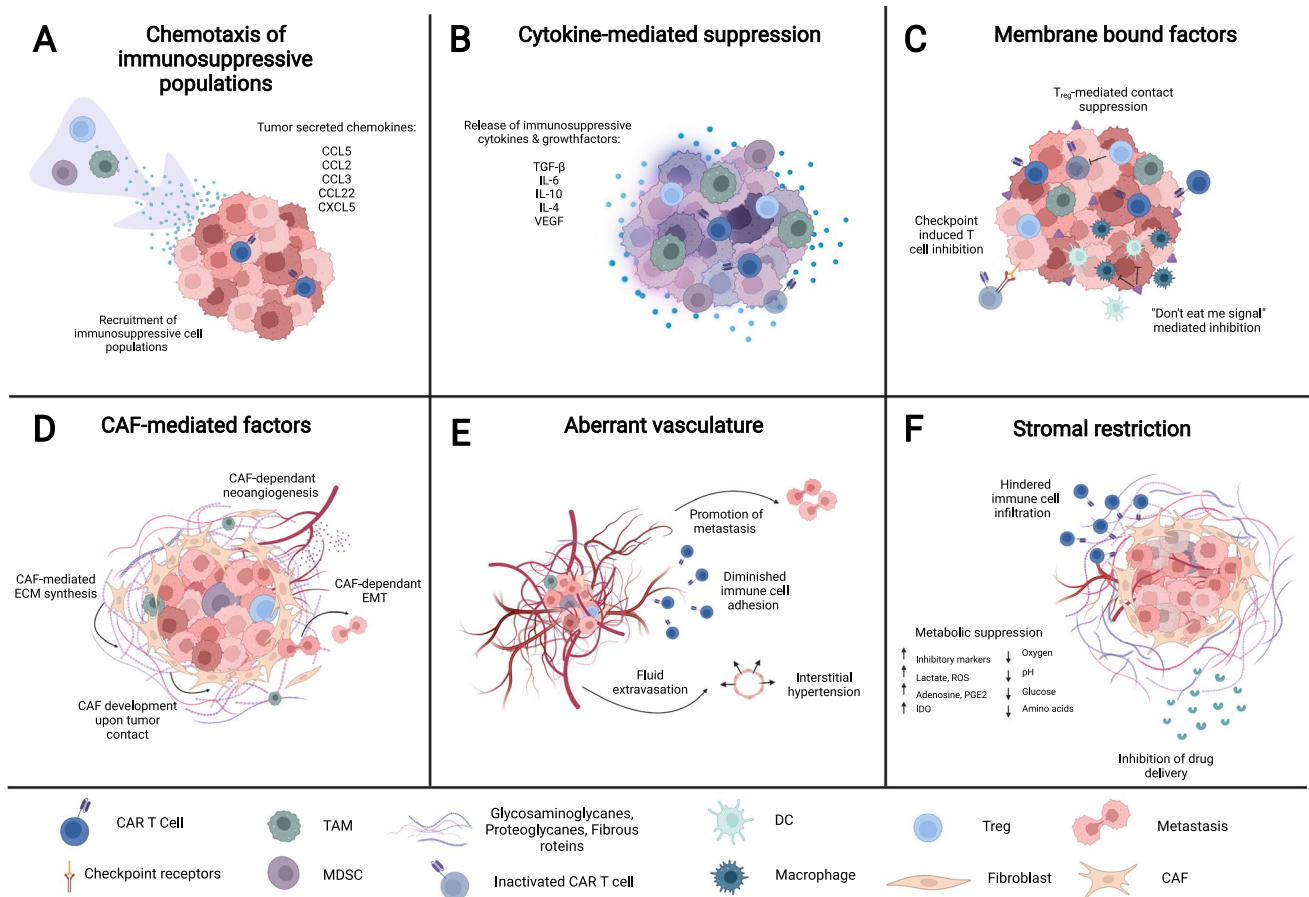 A
Chemotaxis of
immunosuppressive
populations
Tumor secreted chemokines:
CCL5
CCL2
CCL3
CCL22
CXCL5
Recruitment of
immunosuppressive cell
populations
B
Cytokine-mediated suppression
Release of immunosuppressive
cytokines & growthfactors:
TGF-β
IL-6
IL-10
IL-4
VEGF
C
Membrane bound factors
Treg-mediated contact
suppression
Checkpoint
induced T
cell inhibition
"Don't eat me signal"
mediated inhibition
D
CAF-mediated factors
CAF-dependant
neoangiogenesis
CAF-mediated
ECM synthesis
CAF-dependant
EMT
CAF development
upon tumor
contact
E
Aberrant vasculature
Promotion of
metastasis
Diminished
immune cell
adhesion
Fluid
extravasation
Interstitial
hypertension
F
Stromal restriction
Hindered
immune cell
infiltration
Metabolic suppression
↑ Inhibitory markers
↑ Lactate, ROS
↑ Adenosine, PGE2
↑ IDO
↓ Oxygen
↓ pH
↓ Glucose
↓ Amino acids
Inhibition of drug
delivery
CAR T Cell
TAM
Glycosaminoglycanes,
Proteoglycanes, Fibrous
roteins
DC
Treg
Metastasis
Checkpoint receptors
MDSC
Inactivated CAR T cell
Macrophage
Fibroblast
CAF